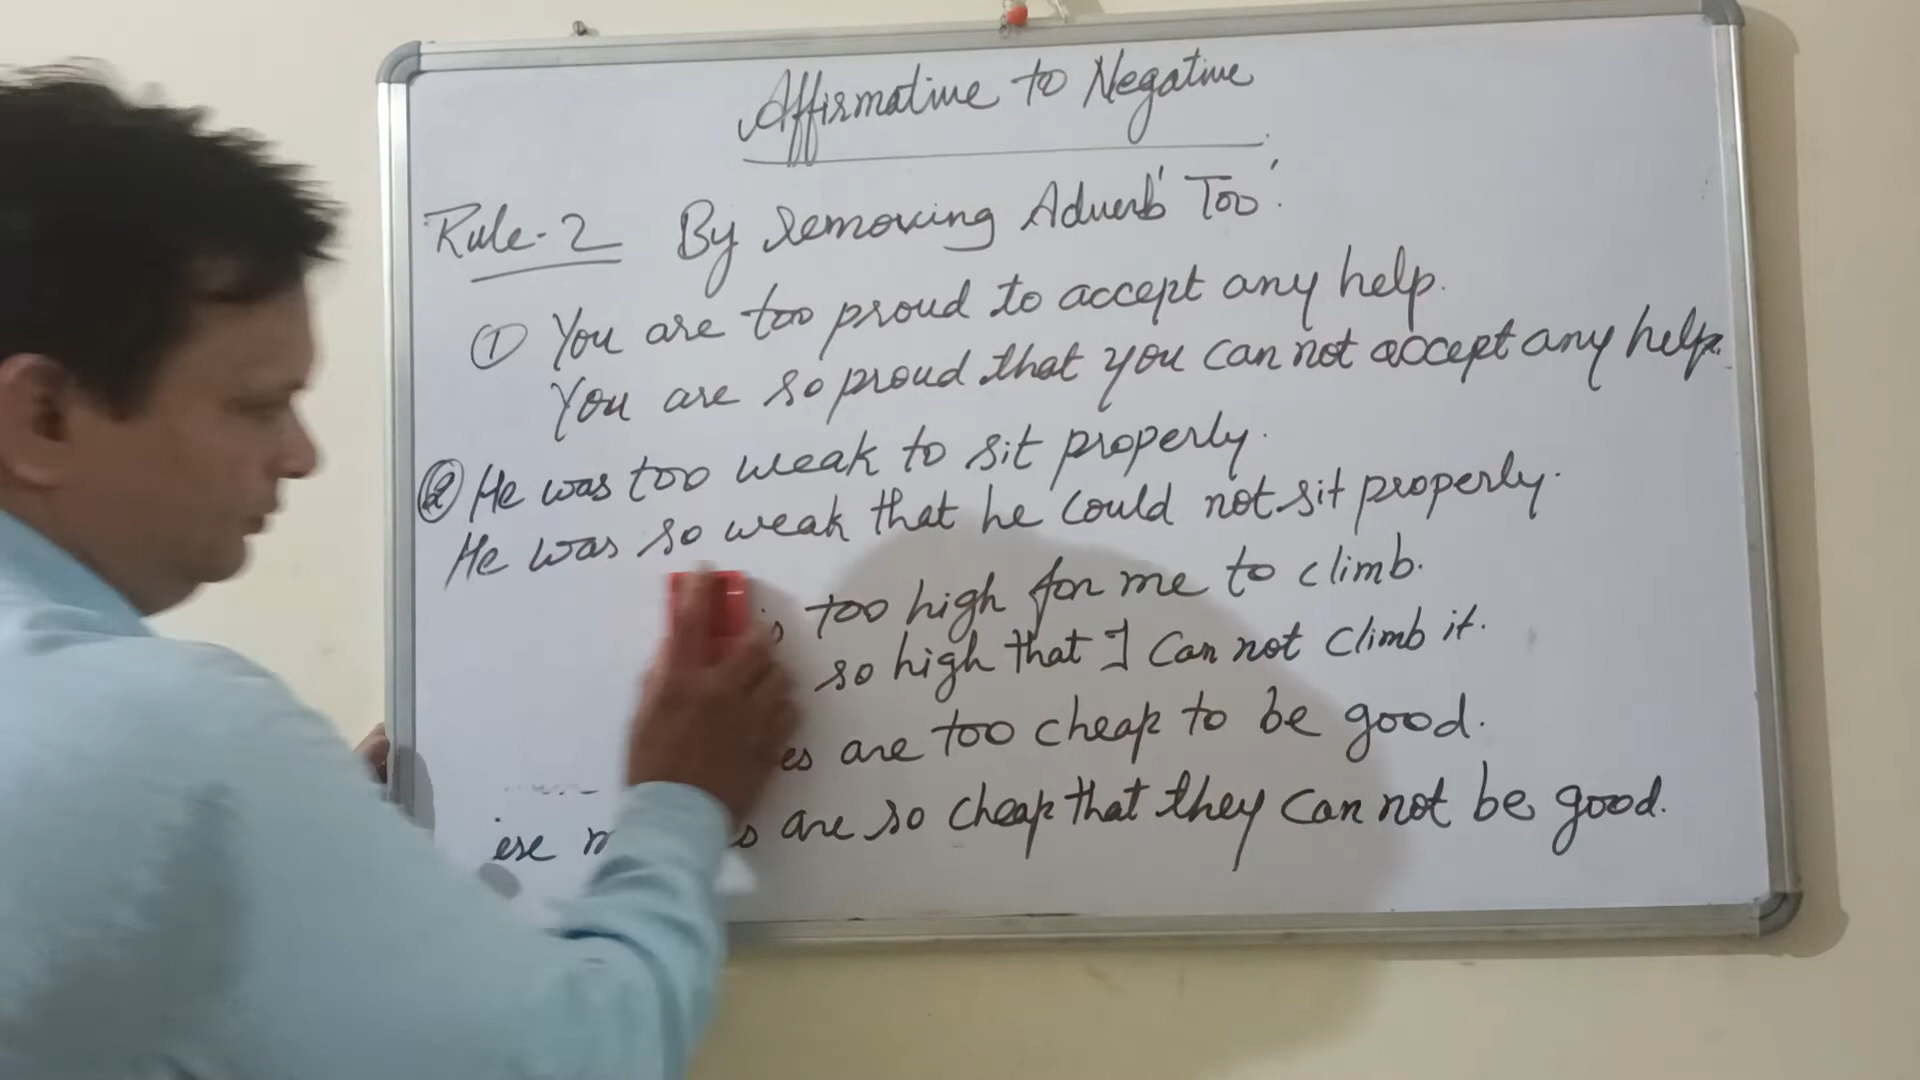 Affirmative to Negative
Rule-2 By removing Adverb 'Too'.
① You are too proud to accept any help.
You are so proud that you can not accept any help.
② He was too weak to sit properly.
He was so weak that he could not sit properly.
too high for me to climb.
so high that I can not climb it.
are too cheap to be good.
are so cheap that they can not be good.